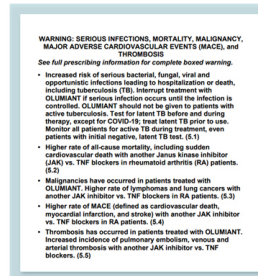 WARNING: SERIOUS INFECTIONS, MORTALITY, MALIGNANCY,
MAJOR ADVERSE CARDIOVASCULAR EVENTS (MACE), and
THROMBOSIS
See full prescribing information for complete boxed warning.
• Increased risk of serious bacterial, fungal, viral and
opportunistic infections leading to hospitalization or death,
including tuberculosis (TB). Interrupt treatment with
OLUMIANT if serious infection occurs until the infection is
controlled. OLUMIANT should not be given to patients with
active tuberculosis. Test for latent TB before and during
therapy, except for COVID-19; treat latent TB prior to use.
Monitor all patients for active TB during treatment, even
patients with initial negative, latent TB test. (5.1)
• Higher rate of all-cause mortality, including sudden
cardiovascular death with another Janus kinase inhibitor
(JAK) vs. TNF blockers in rheumatoid arthritis (RA) patients.
(5.2)
• Malignancies have occurred in patients treated with
OLUMIANT. Higher rate of lymphomas and lung cancers with
another JAK inhibitor vs. TNF blockers in RA patients. (5.3)
• Higher rate of MACE (defined as cardiovascular death,
myocardial infarction, and stroke) with another JAK inhibitor
vs. TNF blockers in RA patients. (5.4)
• Thrombosis has occurred in patients treated with OLUMIANT.
Increased incidence of pulmonary embolism, venous and
arterial thrombosis with another JAK inhibitor vs. TNF
blockers. (5.5)